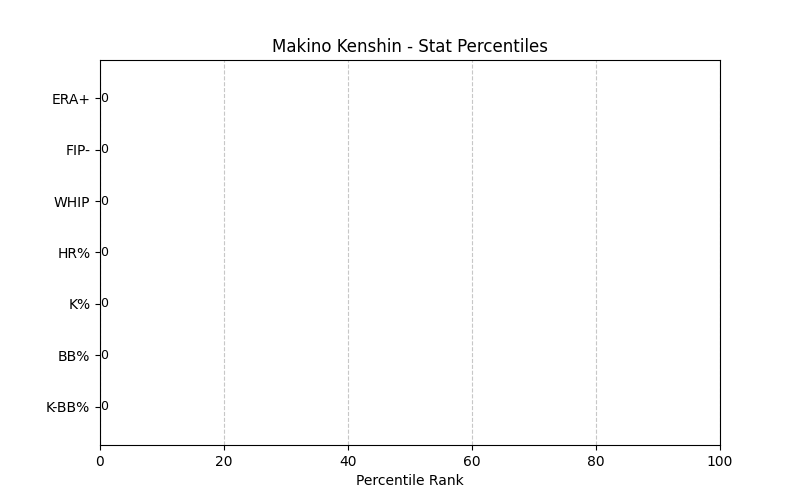 Makino Kenshin - Stat Percentiles
ERA+ 0
FIP- 0
WHIP 0
HR% 0
K% 0
BB% 0
K-BB% 0
0 20 40 60 80 100
Percentile Rank